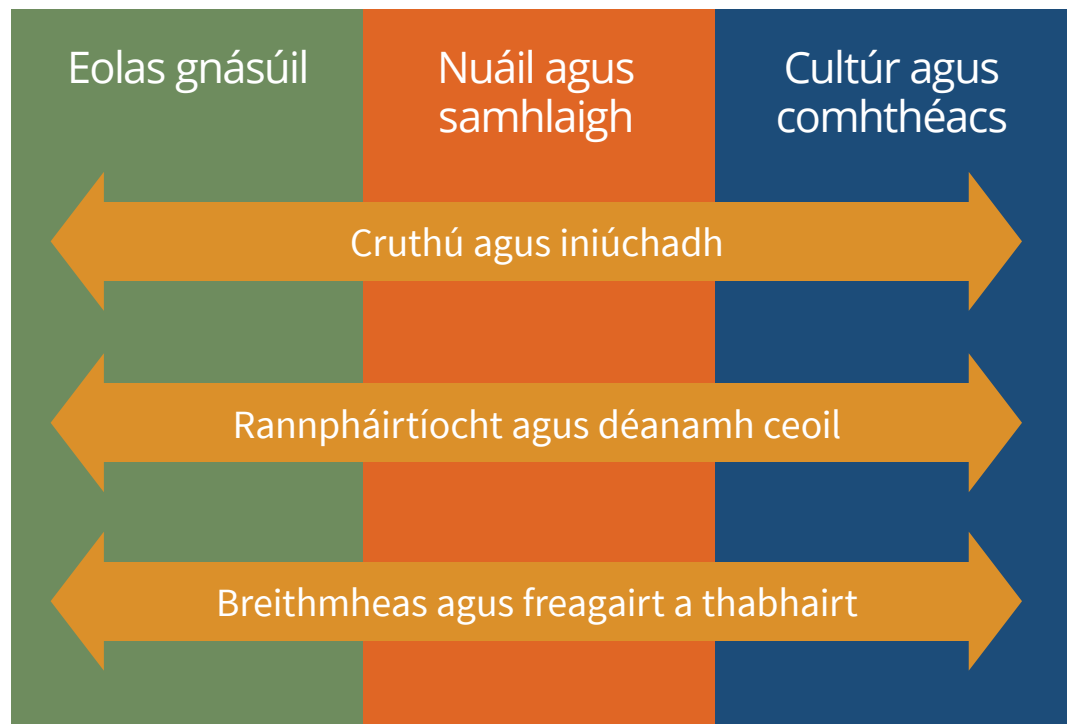 Eolas gnásúil
Nuáil agus
samhlaigh
Cultúr agus
comhthéacs
Cruthú agus iniúchadh
Rannpháirtíocht agus déanamh ceoil
Breithmheas agus freagairt a thabhairt